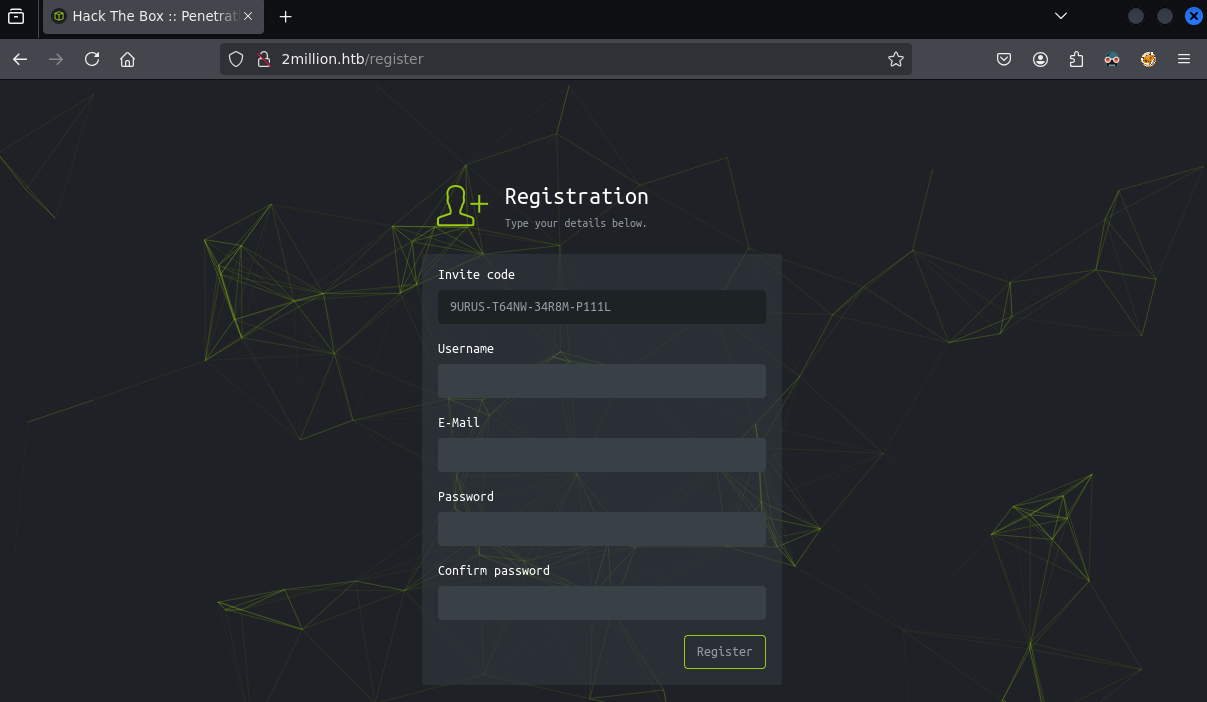 Hack The Box :: Penetrat
2million.htb/register
Registration
Type your details below.
Invite code
9URUS-T64NW-34R8M-P111L
Username
E-Mail
Password
Confirm password
Register